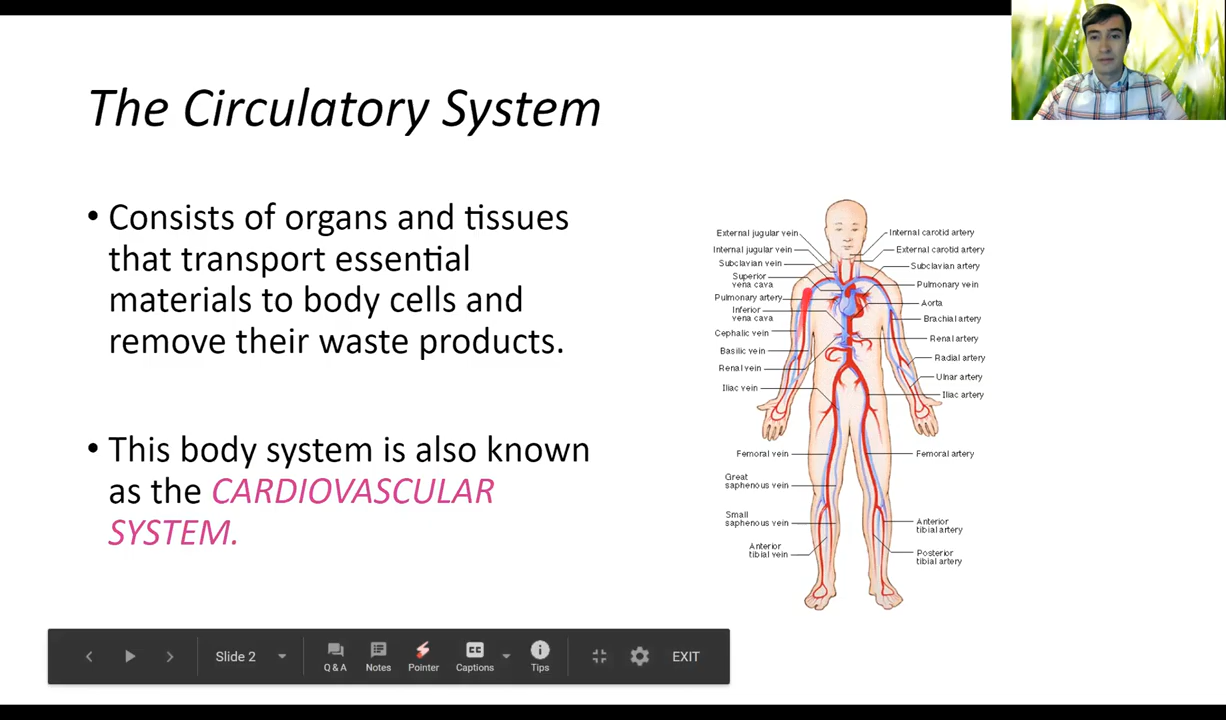 The Circulatory System
• Consists of organs and tissues
that transport essential
materials to body cells and
remove their waste products.
• This body system is also known
as the CARDIOVASCULAR
SYSTEM.
External jugular vein
Internal jugular vein
Subclavian vein
Superior
vena cava
Pulmonary artery
Inferior
vena cava
Cephalic vein
Basilic vein
Renal vein
Iliac vein
Femoral vein
Great
saphenous vein
Small
saphenous vein
Anterior
tibial vein
Internal carotid artery
External carotid artery
Subclavian artery
Pulmonary vein
Aorta
Brachial artery
Renal artery
Radial artery
Ulnar artery
Iliac artery
Femoral artery
Anterior
tibial artery
Posterior
tibial artery
Slide 2
Q & A
Notes
Pointer
CC
Captions
Tips
EXIT